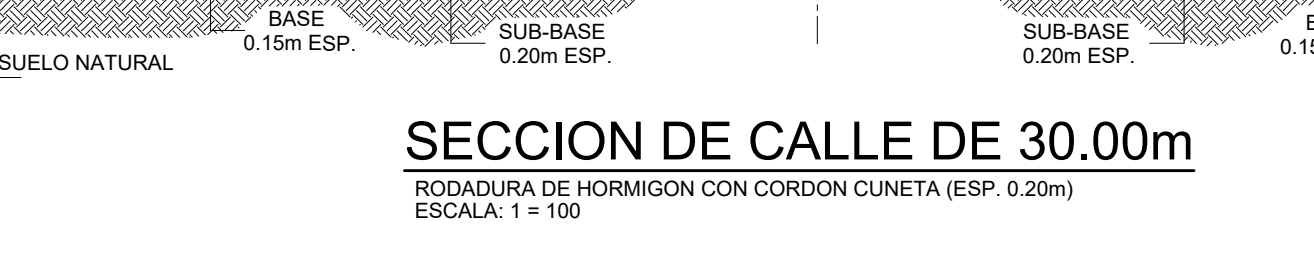 BASE
0.15m ESP.
SUELO NATURAL
SUB-BASE
0.20m ESP.
SUB-BASE
0.20m ESP.
SECCION DE CALLE DE 30.00m
RODADURA DE HORMIGON CON CORDON CUNETA (ESP. 0.20m)
ESCALA: 1 = 100